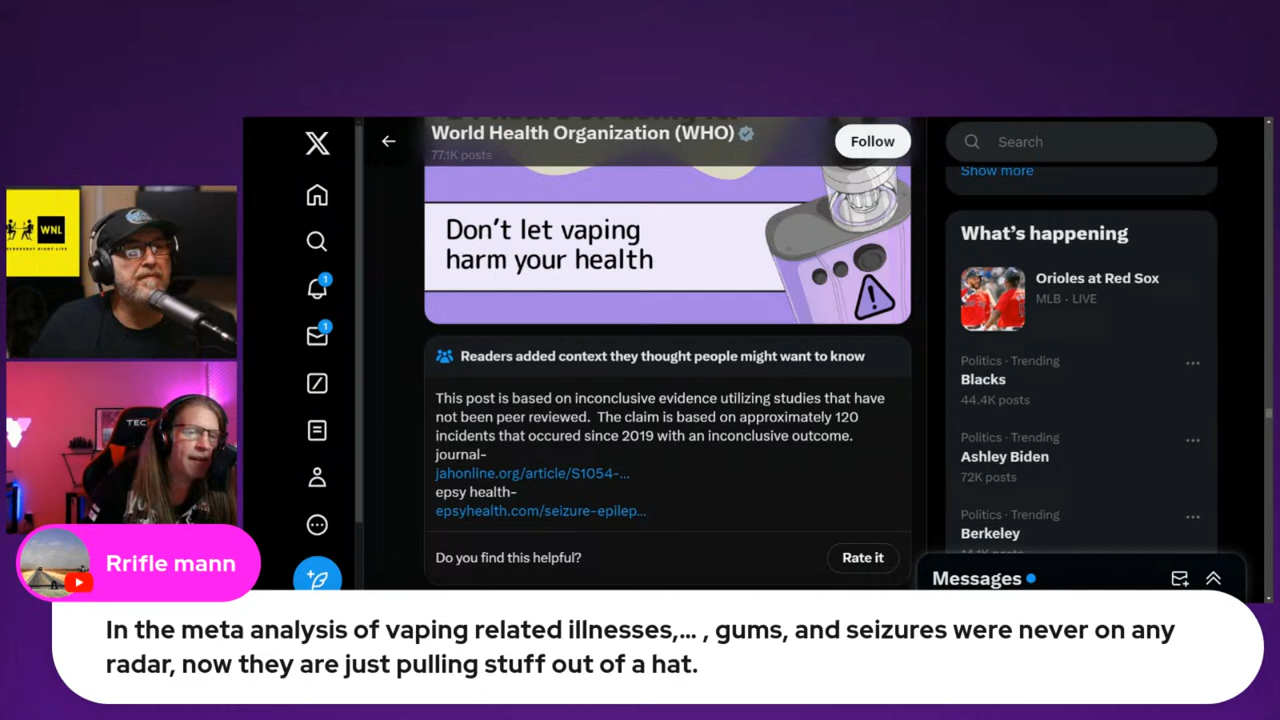 World Health Organization (WHO)
77.1K posts
Follow
Search
Show more
WNL
Don't let vaping
harm your health
What's happening
Orioles at Red Sox
MLB · LIVE
Readers added context they thought people might want to know
Politics · Trending
Blacks
44.4K posts
This post is based on inconclusive evidence utilizing studies that have
not been peer reviewed. The claim is based on approximately 120
incidents that occured since 2019 with an inconclusive outcome.
journal-
jahonline.org/article/S1054-...
epsy health-
epsyhealth.com/seizure-epilep...
Politics · Trending
Ashley Biden
72K posts
Politics · Trending
Berkeley
Do you find this helpful?
Rate it
Messages
1
1
Rrifle mann
In the meta analysis of vaping related illnesses,... , gums, and seizures were never on any
radar, now they are just pulling stuff out of a hat.